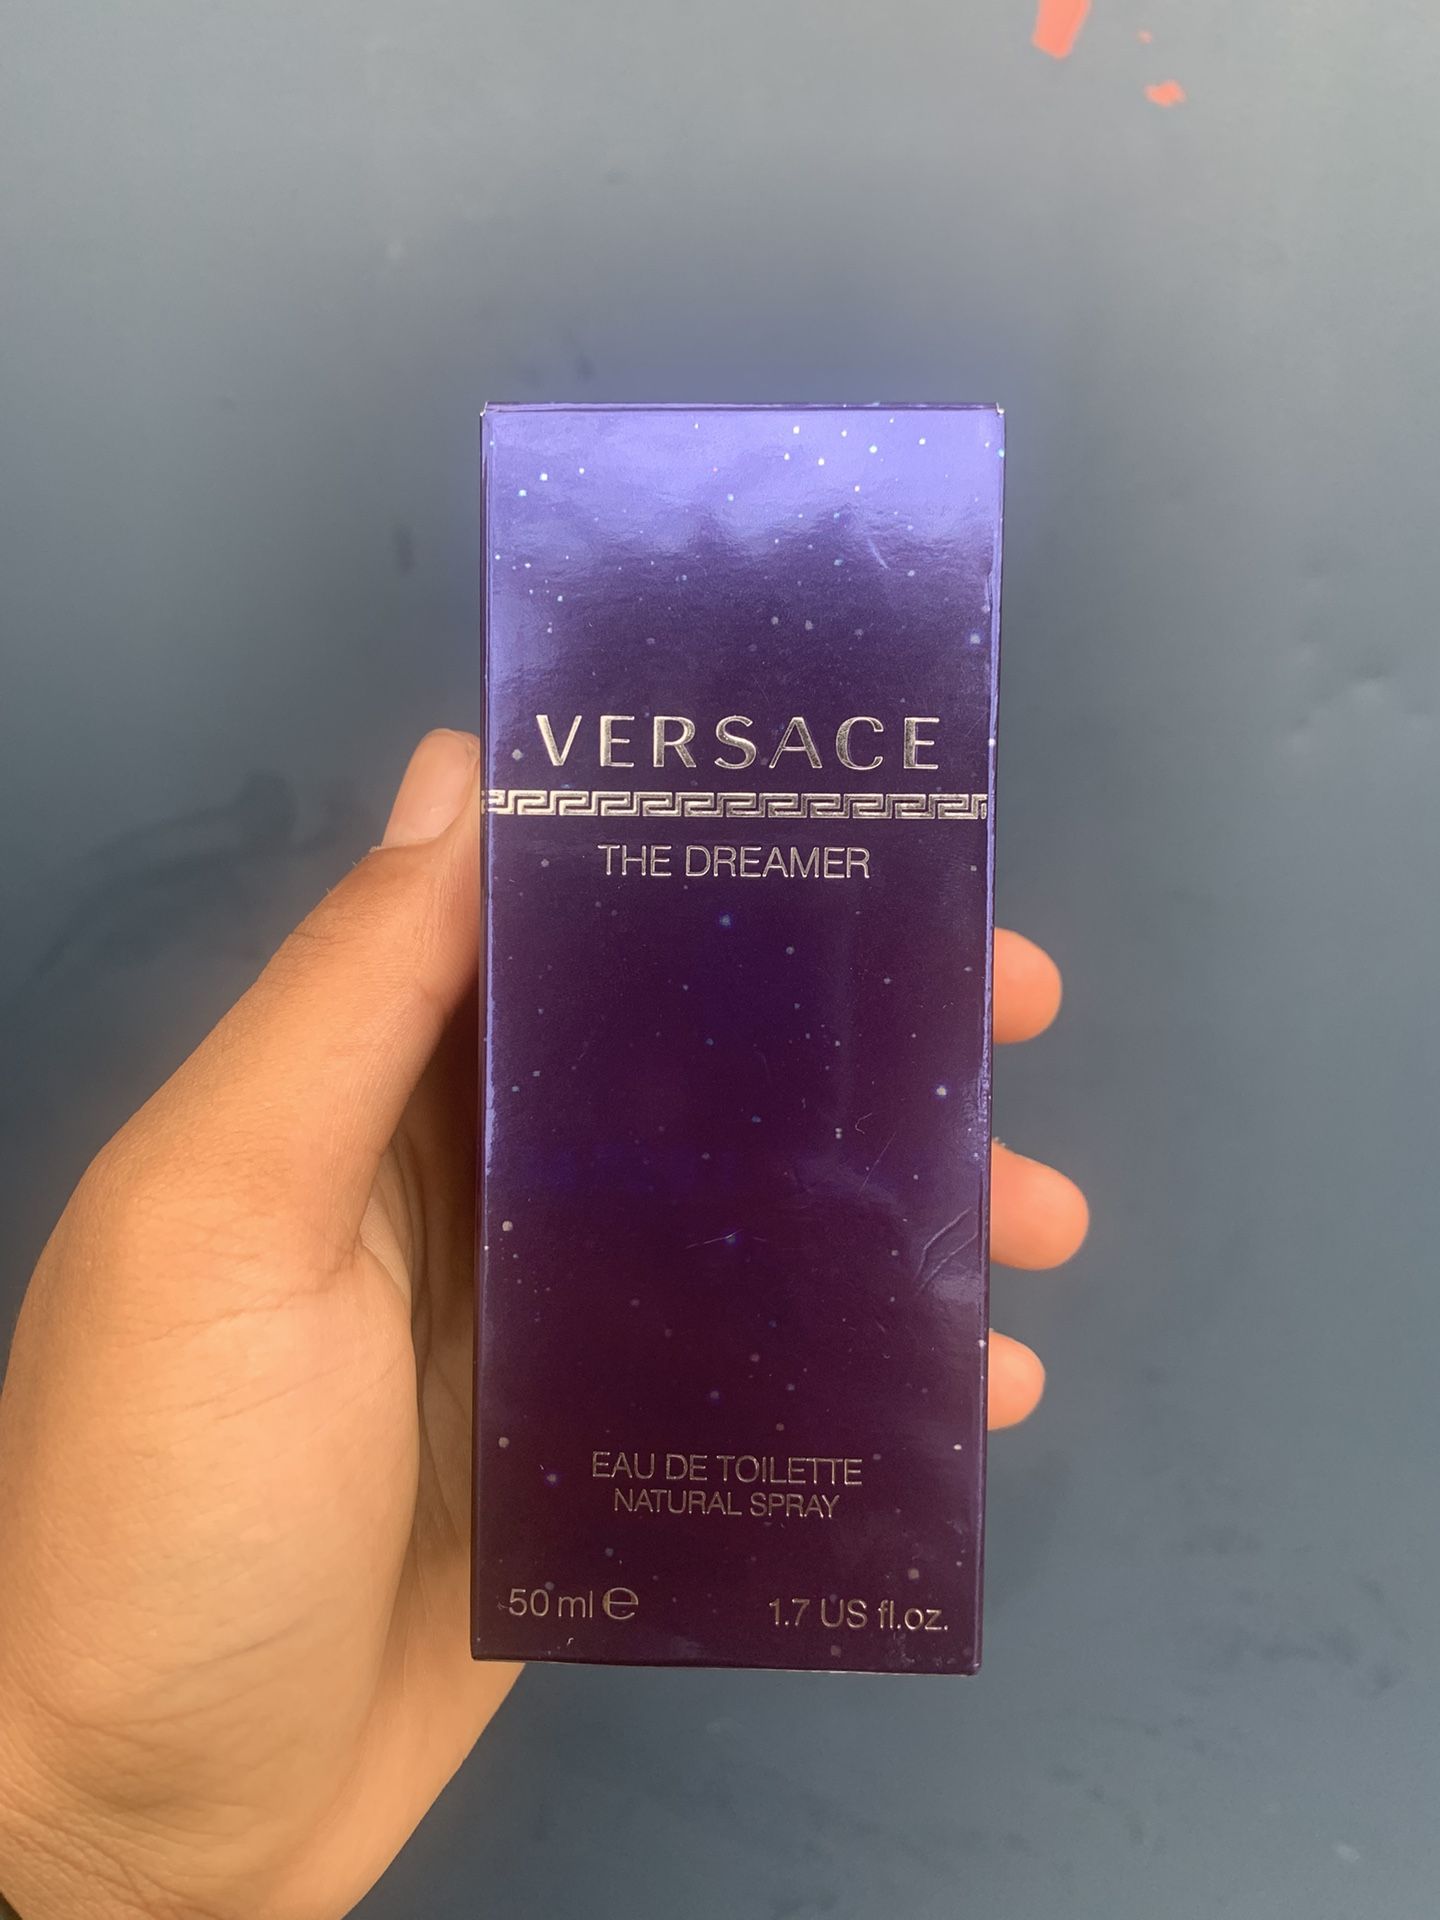 VERSACE
THE DREAMER
EAU DE TOILETTE
NATURAL SPRAY
50 ml ℮ 1.7 US fl.oz.